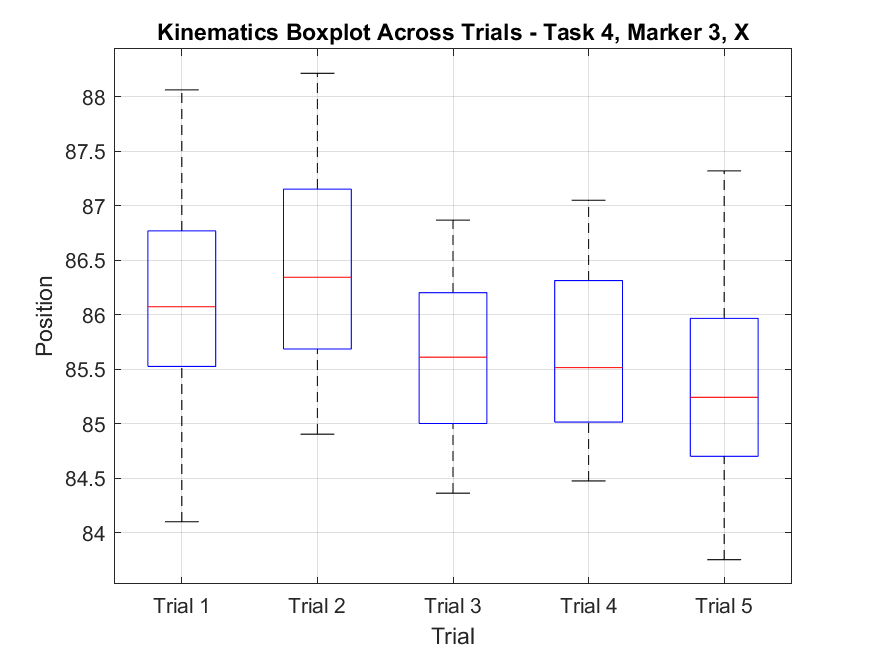 Kinematics Boxplot Across Trials - Task 4, Marker 3, X
88
87.5
87
86.5
86
85.5
85
84.5
84
Position
Trial 1 Trial 2 Trial 3 Trial 4 Trial 5
Trial